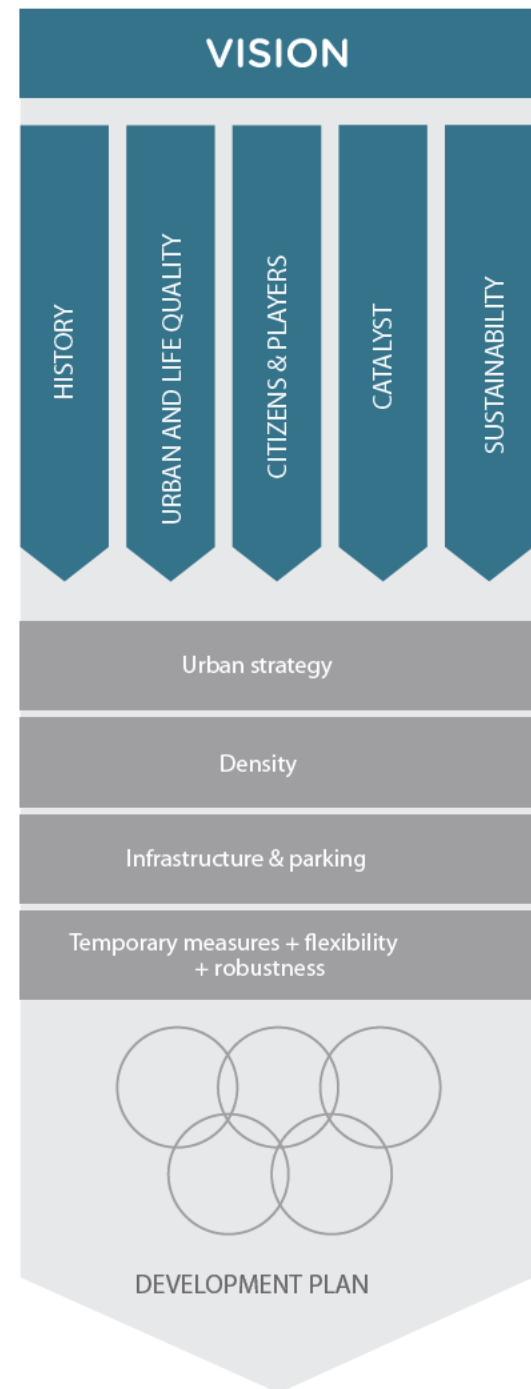 VISION
HISTORY
URBAN AND LIFE QUALITY
CITIZENS & PLAYERS
CATALYST
SUSTAINABILITY
Urban strategy
Density
Infrastructure & parking
Temporary measures + flexibility
+ robustness
DEVELOPMENT PLAN